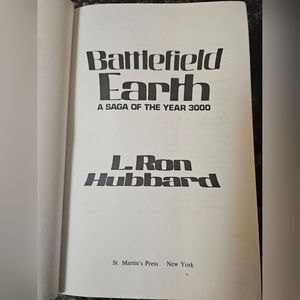 Battlefield
Earth
A SAGA OF THE YEAR 3000
L. Ron
Hubbard
St. Martin's Press New York